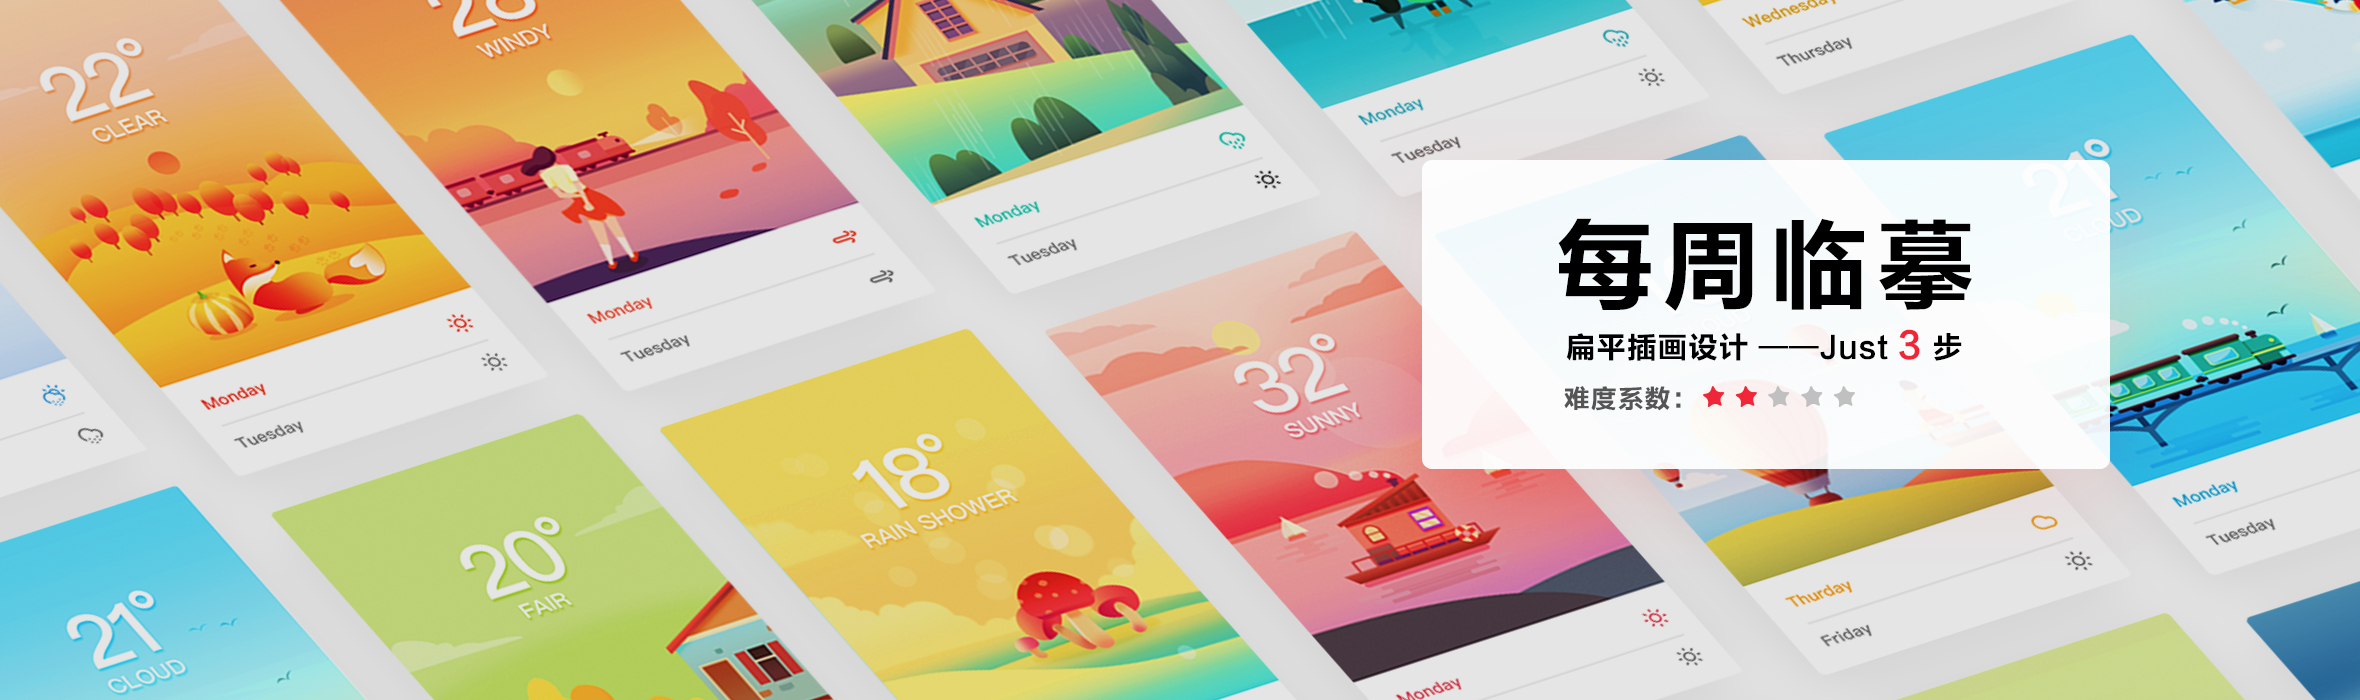 22°
CLEAR
Monday
Tuesday
28°
WINDY
Monday
Tuesday
Monday
Tuesday
Monday
Tuesday
Wednesday
Thursday
21°
CLOUD
20°
FAIR
18°
RAIN SHOWER
32°
SUNNY
Monday
Thurday
Friday
21°
CLOUD
Monday
Tuesday
每周临摹
扁平插画设计 ——Just 3 步
难度系数：